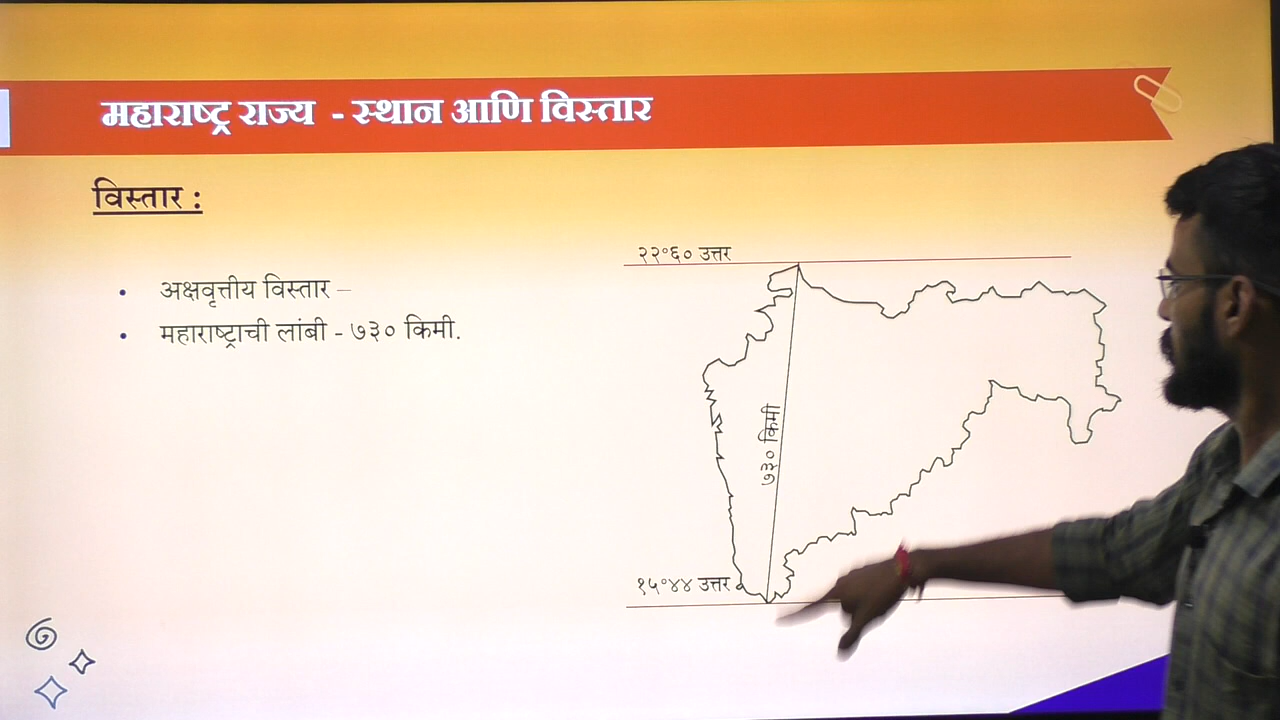 महाराष्ट्र राज्य - स्थान आणि विस्तार
विस्तार :
• अक्षवृत्तीय विस्तार –
• महाराष्ट्राची लांबी - ७३० किमी.
२२°६० उत्तर
७३० किमी
१५°४४ उत्तर